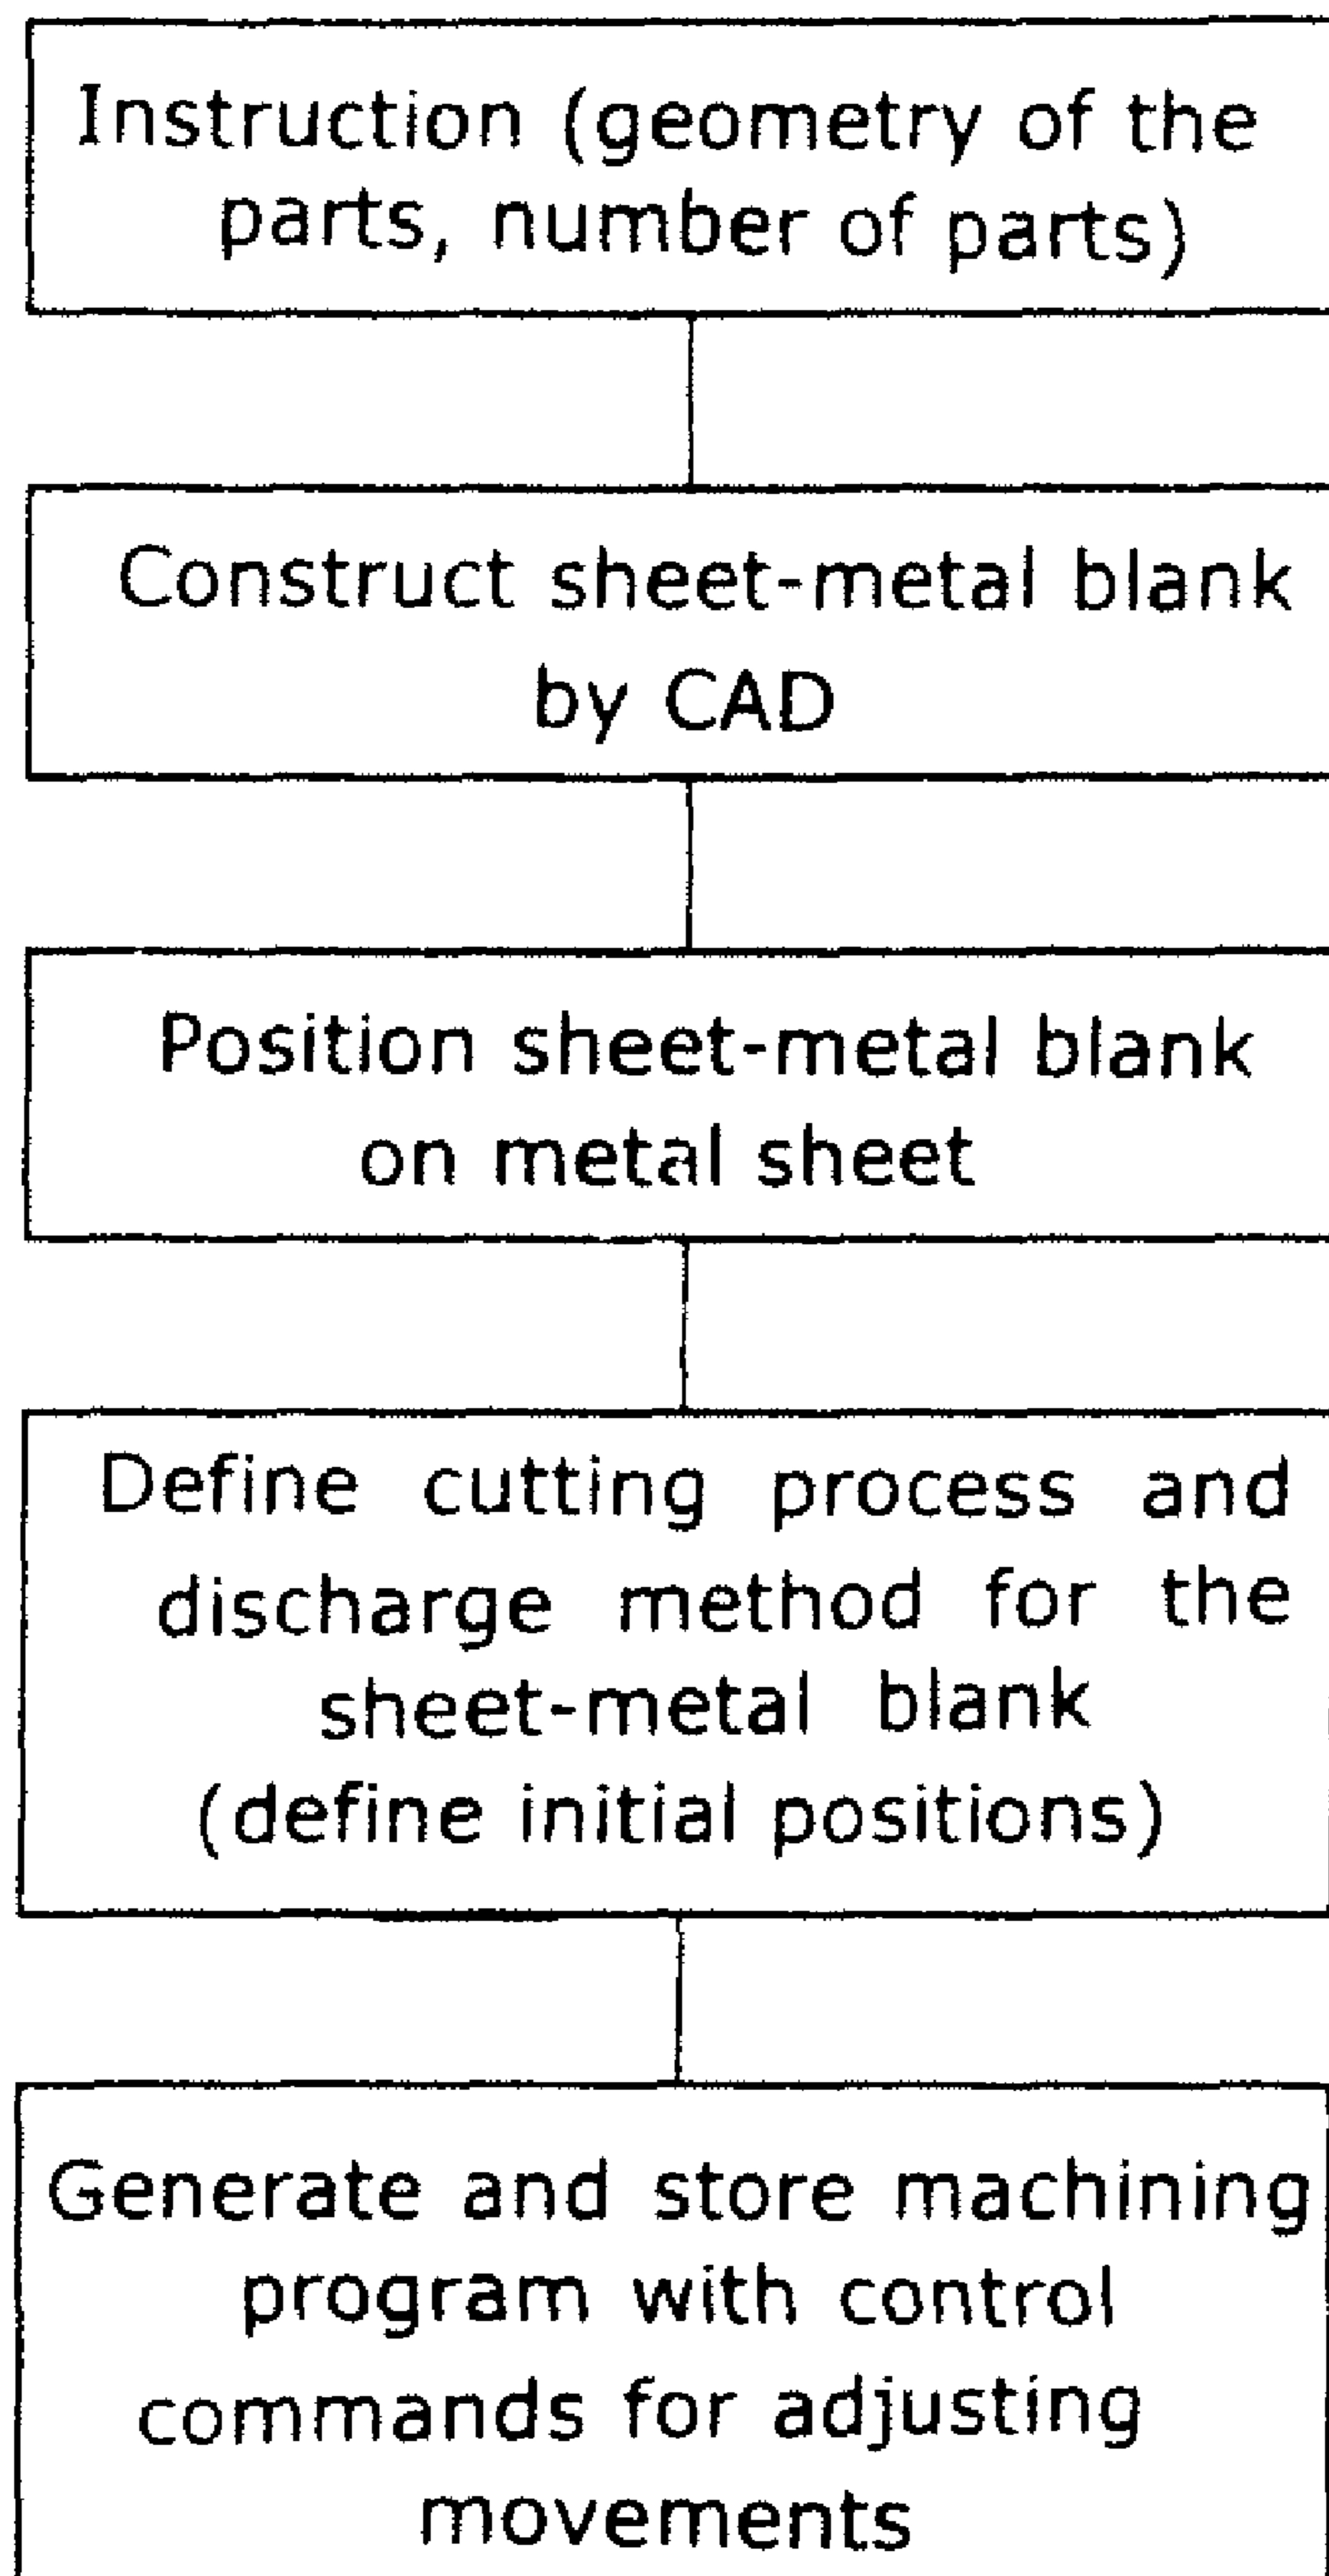 Instruction (geometry of the
parts, number of parts)
Construct sheet-metal blank
by CAD
Position sheet-metal blank
on metal sheet
Define cutting process and
discharge method for the
sheet-metal blank
(define initial positions)
Generate and store machining
program with control
commands for adjusting
movements